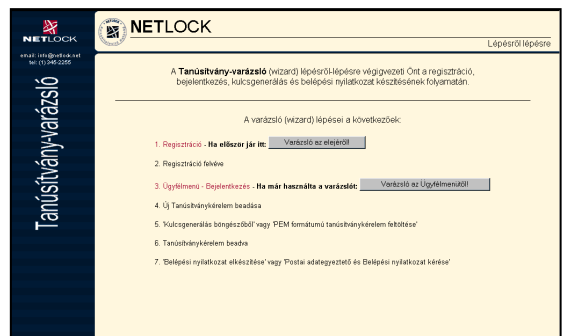 NETLOCK
email: info@netlock.net
tel: (1) 345-2255
Tanúsítvány-varázsló
NETLOCK
Lépésről lépésre
A Tanúsítvány-varázsló (wizard) lépésről-lépésre végigvezeti Önt a regisztráció,
bejelentkezés, kulcsgenerálás és belépési nyilatkozat készítésének folyamatán.
A varázsló (wizard) lépései a következőek:
1. Regisztráció - Ha először jár itt: Varázsló az elejéről!
2. Regisztráció felvéve
3. Ügyfélmenü - Bejelentkezés - Ha már használta a varázslót: Varázsló az Ügyfélmenütől!
4. Új Tanúsítványkérelem beadása
5. 'Kulcsgenerálás böngészőből' vagy 'PEM formátumú tanúsítványkérelem feltöltése'
6. Tanúsítványkérelem beadva
7. 'Belépési nyilatkozat elkészítése' vagy 'Postai adategyeztető és Belépési nyilatkozat kérése'